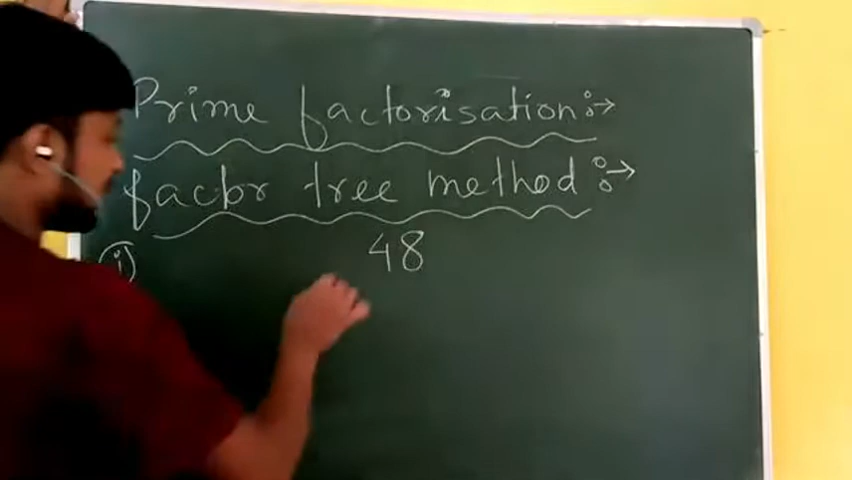 Prime factorisation:→
factor tree method:→
(i) 48